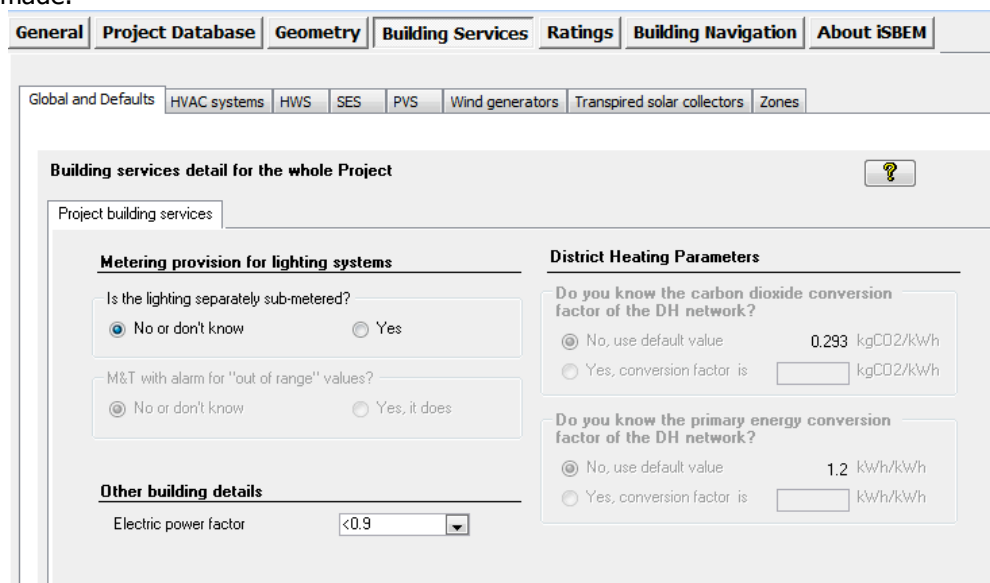 made.
General Project Database Geometry Building Services Ratings Building Navigation About iSBEM
Global and Defaults HVAC systems HWS SES PVS Wind generators Transpired solar collectors Zones
Building services detail for the whole Project
?
Project building services
Metering provision for lighting systems
Is the lighting separately sub-metered?
No or don't know Yes
M&T with alarm for "out of range" values?
No or don't know Yes, it does
Other building details
Electric power factor <0.9
District Heating Parameters
Do you know the carbon dioxide conversion
factor of the DH network?
No, use default value 0.293 kgCO2/kWh
Yes, conversion factor is kgCO2/kWh
Do you know the primary energy conversion
factor of the DH network?
No, use default value 1.2 kWh/kWh
Yes, conversion factor is kWh/kWh